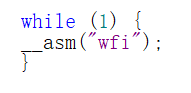 while (1) {
__asm("wfi");
}